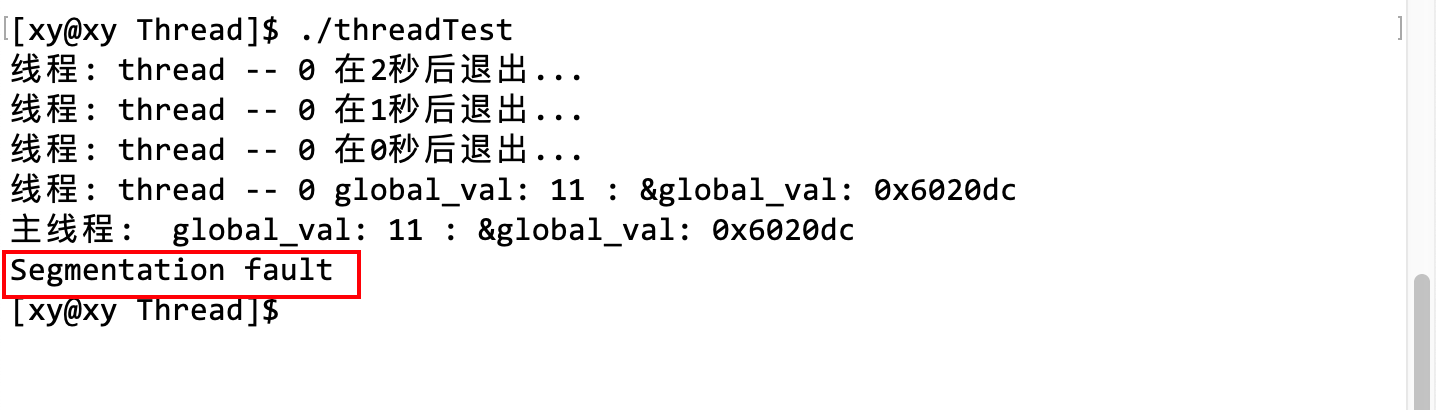 [xy@xy Thread]$ ./threadTest
线程: thread -- 0 在2秒后退出...
线程: thread -- 0 在1秒后退出...
线程: thread -- 0 在0秒后退出...
线程: thread -- 0 global_val: 11 : &global_val: 0x6020dc
主线程:  global_val: 11 : &global_val: 0x6020dc
Segmentation fault
[xy@xy Thread]$